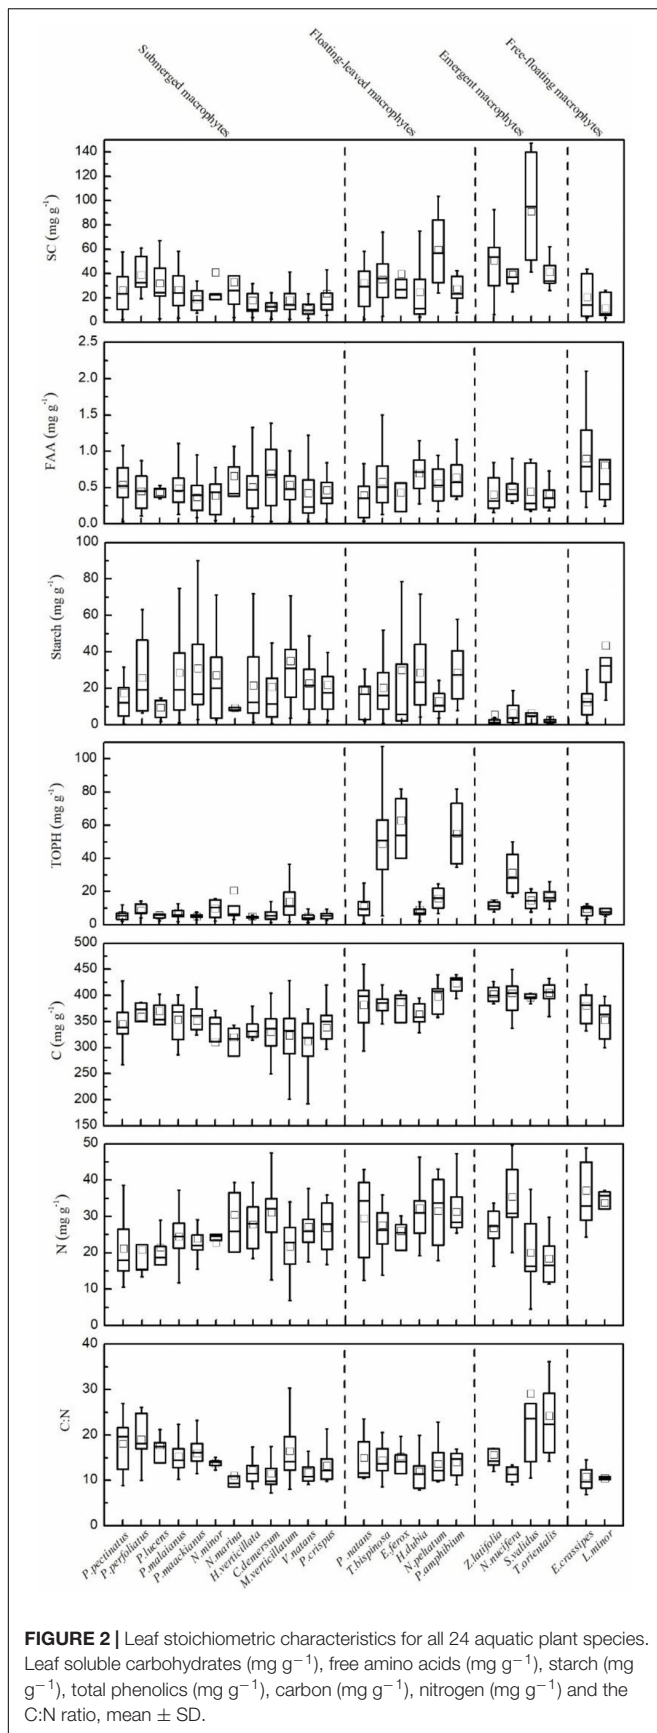 Submerged macrophytes
Floating-leaved macrophytes
Emergent macrophytes
Free-floating macrophytes
SC (mg g⁻¹)
140
120
100
80
60
40
20
0
FAA (mg g⁻¹)
2.5
2.0
1.5
1.0
0.5
0.0
Starch (mg g⁻¹)
100
80
60
40
20
0
TOPH (mg g⁻¹)
100
80
60
40
20
0
C (mg g⁻¹)
500
450
400
350
300
250
200
150
N (mg g⁻¹)
50
40
30
20
10
0
C:N
40
30
20
10
0
P.pectinatus
P.perfoliatus
P.lucens
P.malaianus
P.maackianus
N.minor
N.marina
H.verticillata
C.demersum
M.verticillatum
V.natans
P.crispus
P.natans
T.bispinosa
E.ferox
H.dubia
N.peltatum
P.amphibium
Z.latifolia
N.nucifera
S.validus
T.orientalis
E.crassipes
L.minor
FIGURE 2 | Leaf stoichiometric characteristics for all 24 aquatic plant species.
Leaf soluble carbohydrates (mg g⁻¹), free amino acids (mg g⁻¹), starch (mg
g⁻¹), total phenolics (mg g⁻¹), carbon (mg g⁻¹), nitrogen (mg g⁻¹) and the
C:N ratio, mean ± SD.